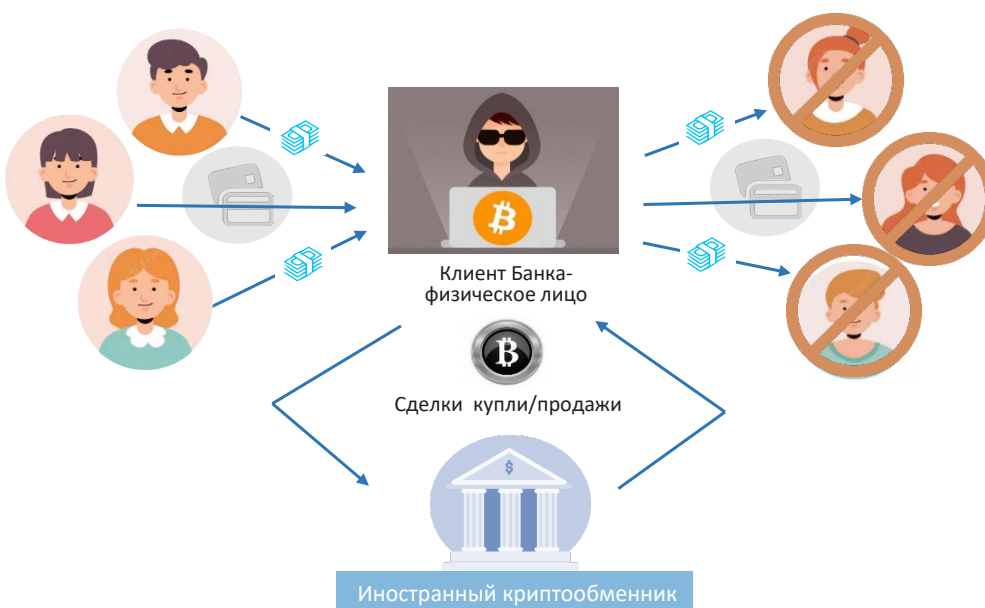 Клиент Банка-
физическое лицо
Сделки купли/продажи
Иностранный криптообменник